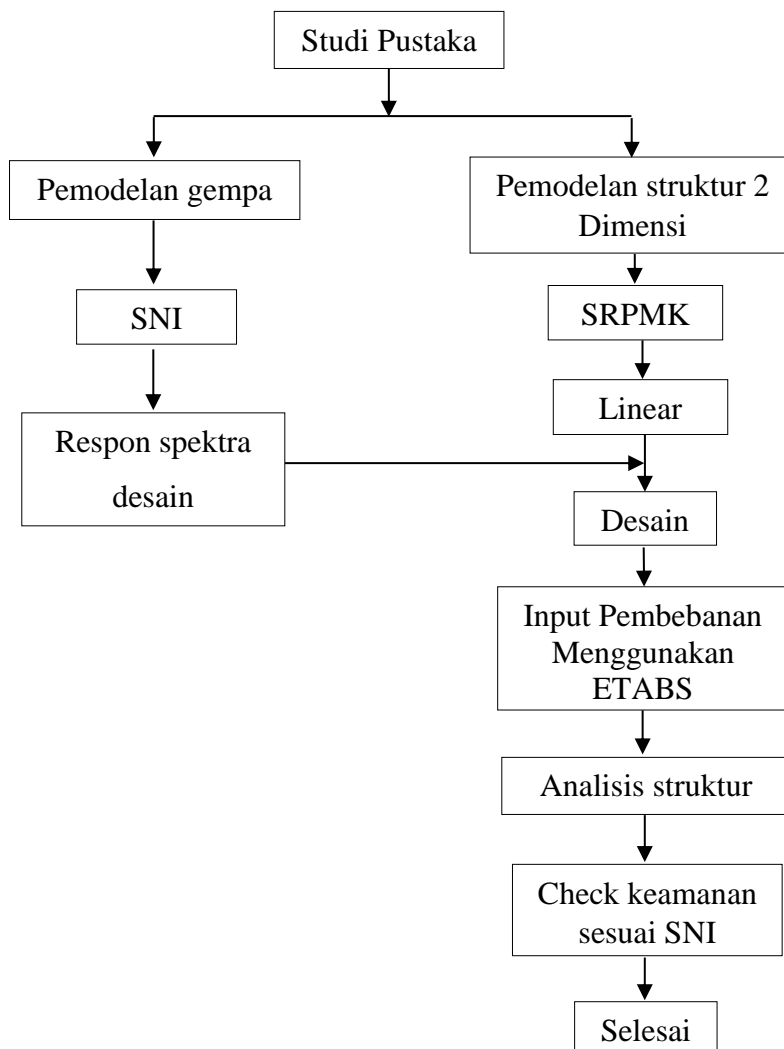 Studi Pustaka
Pemodelan gempa
Pemodelan struktur 2
Dimensi
SNI
SRPMK
Linear
Respon spektra
desain
Desain
Input Pembebanan
Menggunakan
ETABS
Analisis struktur
Check keamanan
sesuai SNI
Selesai